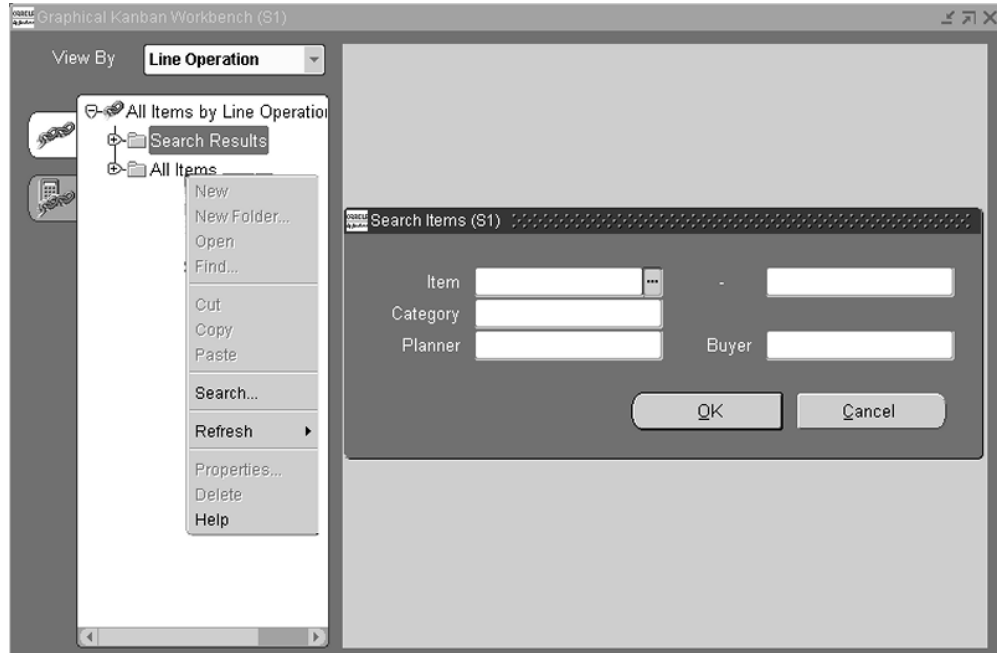 Graphical Kanban Workbench (S1)
View By
Line Operation
All Items by Line Operation
Search Results
All Items
New
New Folder...
Open
Find...
Cut
Copy
Paste
Search...
Refresh
Properties...
Delete
Help
Search Items (S1)
Item
-
Category
Planner
Buyer
OK
Cancel